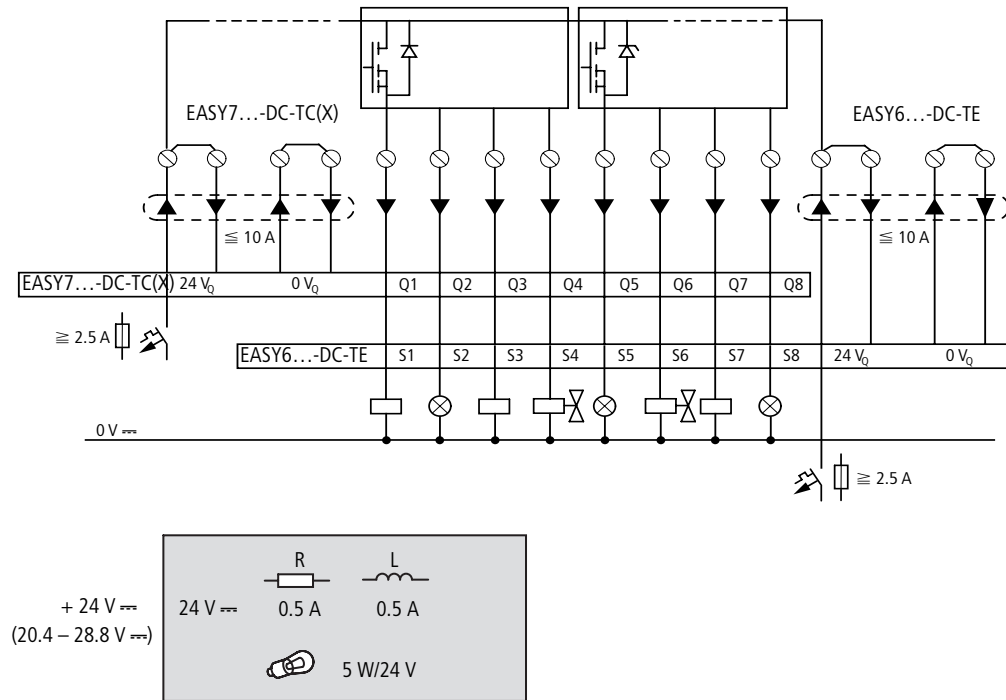 EASY7…-DC-TC(X)
EASY6…-DC-TE
≦ 10 A
≦ 10 A
EASY7…-DC-TC(X) 24 VQ 0 VQ Q1 Q2 Q3 Q4 Q5 Q6 Q7 Q8
≧ 2.5 A
EASY6…-DC-TE S1 S2 S3 S4 S5 S6 S7 S8 24 VQ 0 VQ
0 V ⎓
≧ 2.5 A
R L
+ 24 V ⎓ 24 V ⎓ 0.5 A 0.5 A
(20.4 – 28.8 V ⎓)
5 W/24 V